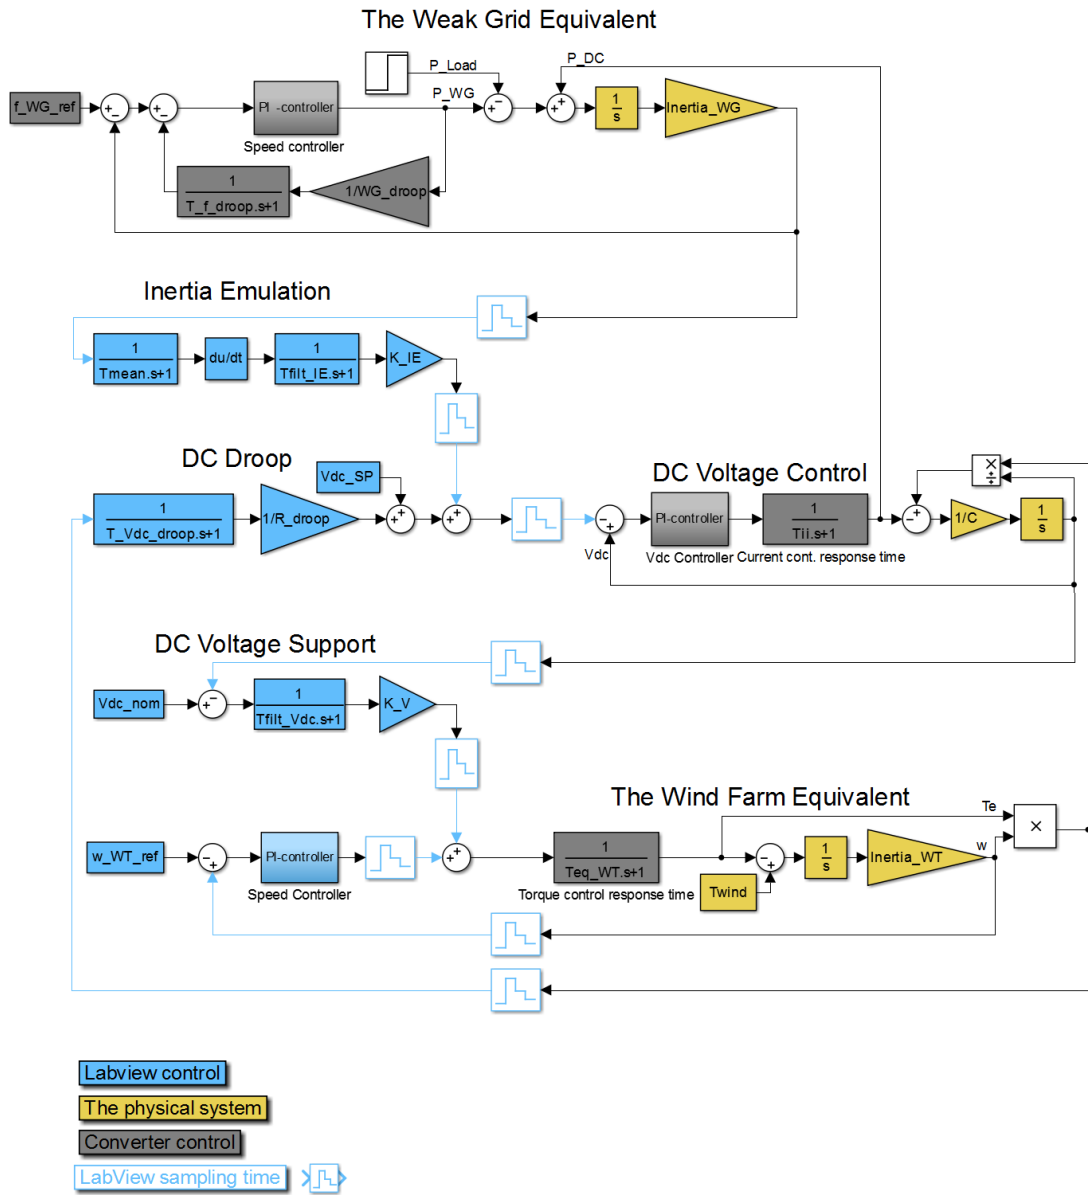 The Weak Grid Equivalent
P_DC
P_Load
f_WG_ref
PI -controller
P_WG
1
s
Inertia_WG
Speed controller
1
T_f_droop.s+1
1/WG_droop
Inertia Emulation
1
Tmean.s+1
du/dt
1
Tfilt_IE.s+1
K_IE
DC Droop
Vdc_SP
DC Voltage Control
1
T_Vdc_droop.s+1
1/R_droop
Vdc
PI-controller
Vdc Controller
1
Tii.s+1
Current cont. response time
1/C
1
s
DC Voltage Support
Vdc_nom
1
Tfilt_Vdc.s+1
K_V
The Wind Farm Equivalent
Te
w_WT_ref
PI-controller
Speed Controller
1
Teq_WT.s+1
Torque control response time
Twind
1
s
Inertia_WT
w
Labview control
The physical system
Converter control
LabView sampling time